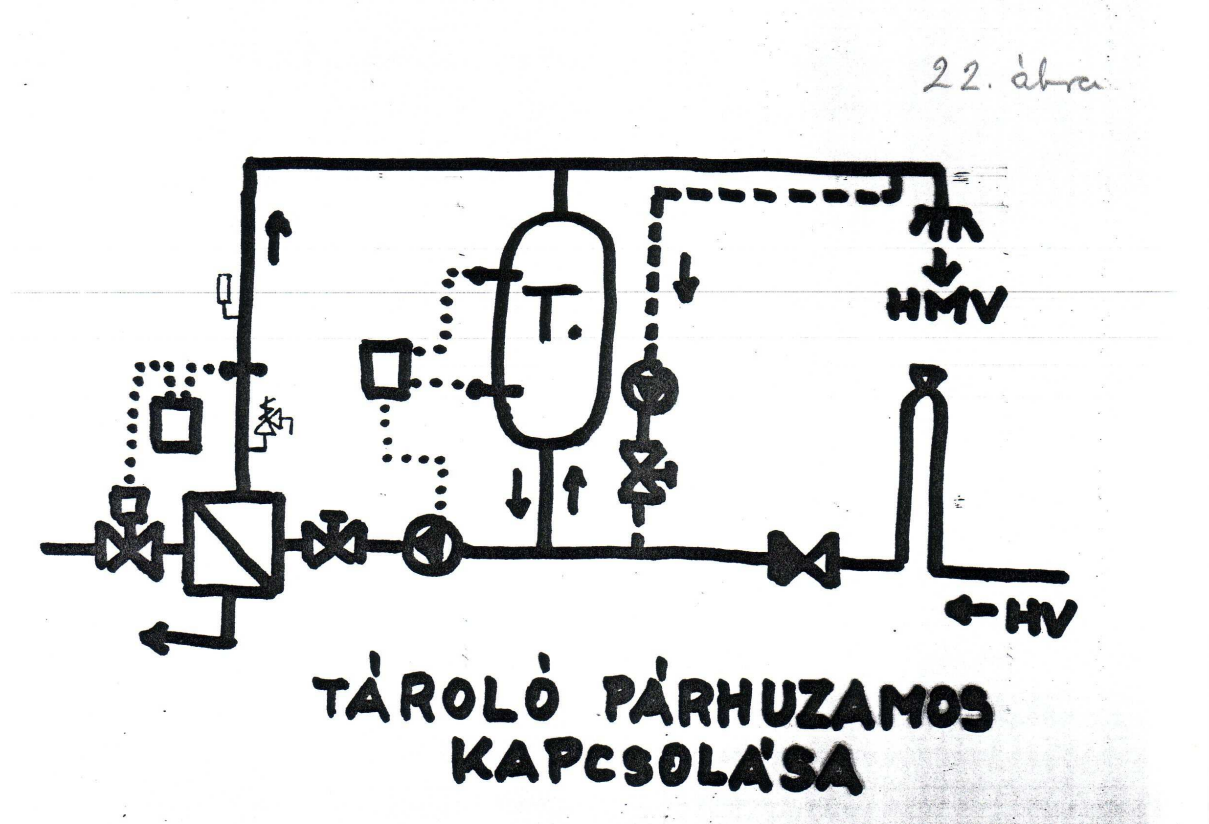 22. ábra
HMV
T.
HV
TÁROLÓ PÁRHUZAMOS
KAPCSOLÁSA